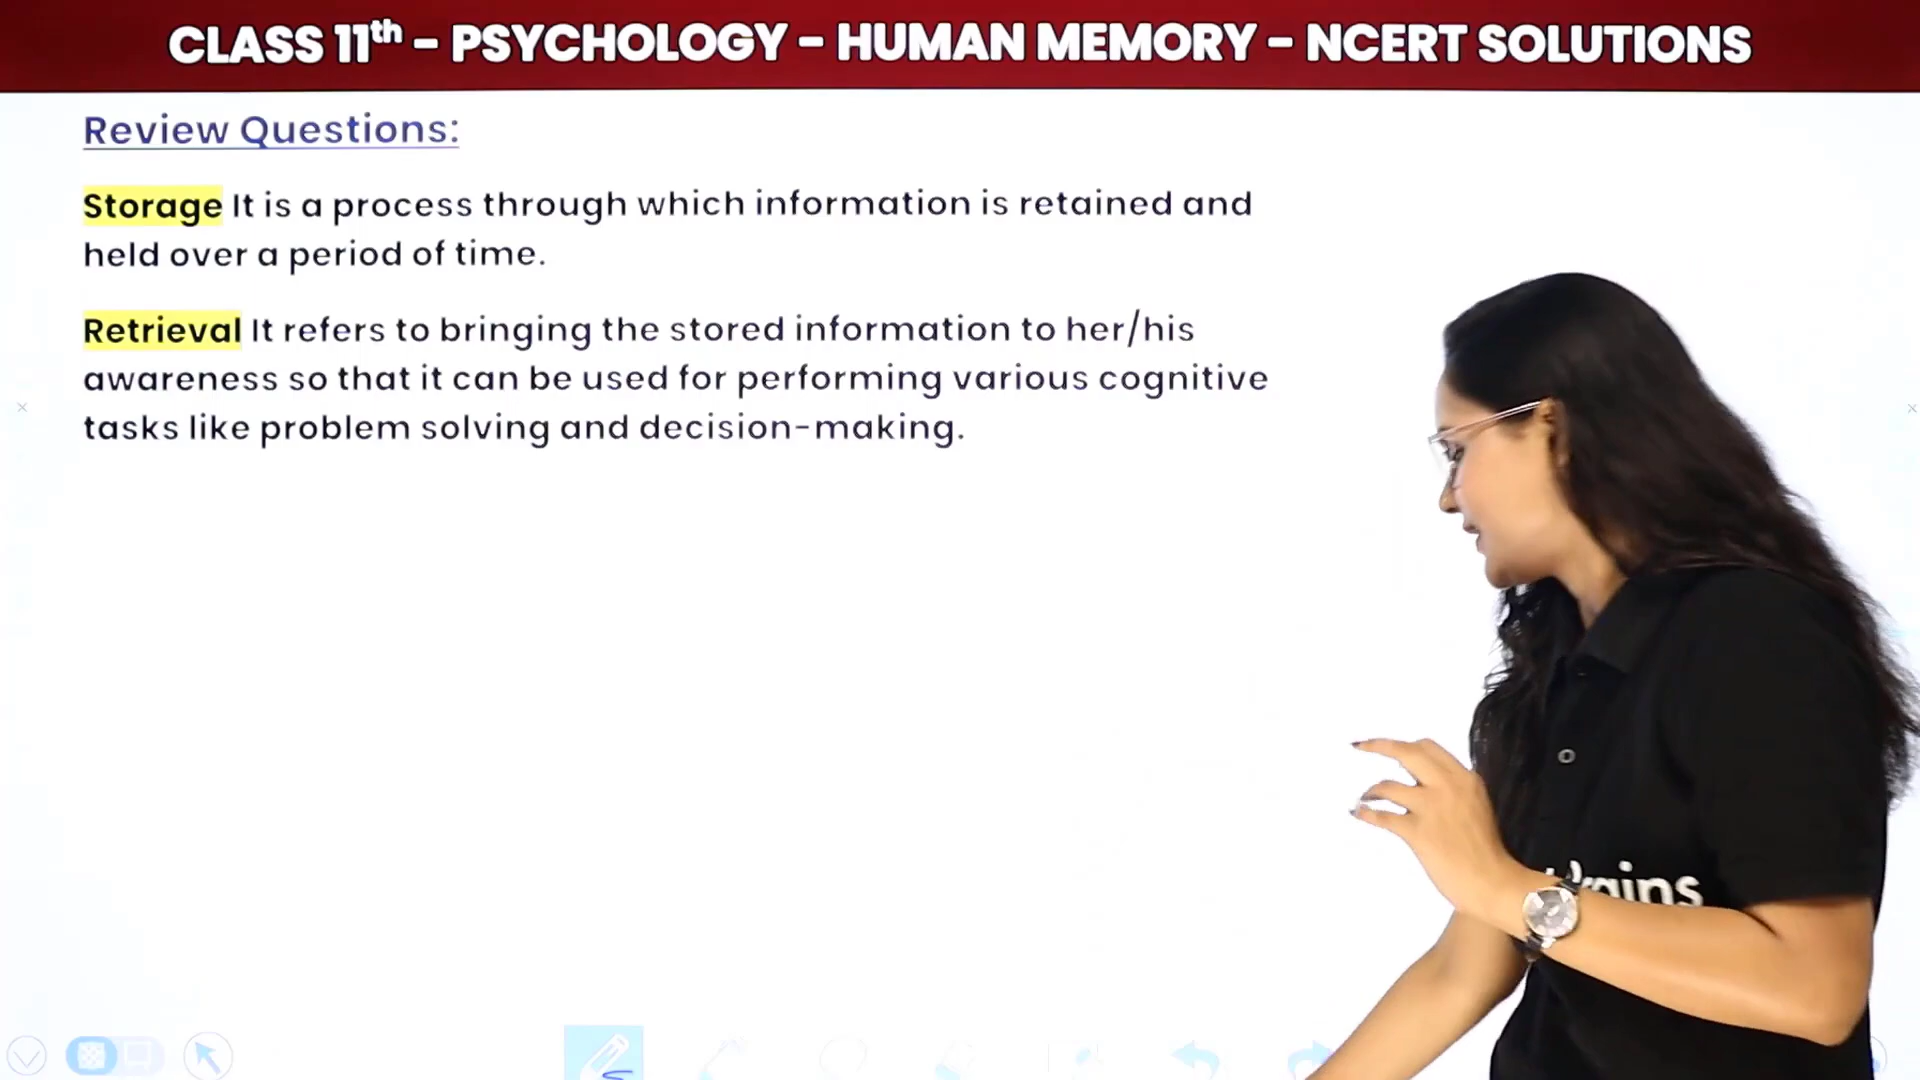 CLASS 11th - PSYCHOLOGY - HUMAN MEMORY - NCERT SOLUTIONS
Review Questions:
Storage It is a process through which information is retained and
held over a period of time.
Retrieval It refers to bringing the stored information to her/his
awareness so that it can be used for performing various cognitive
tasks like problem solving and decision-making.